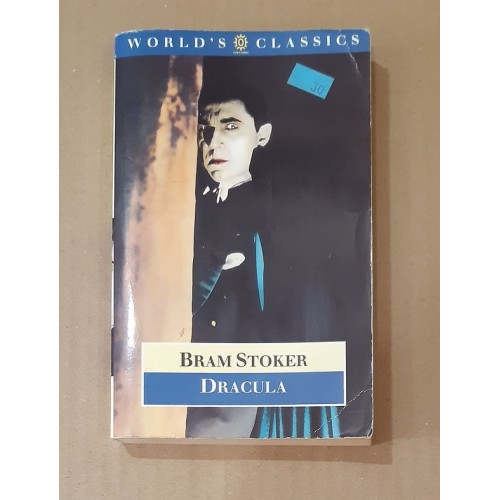 WORLD'S CLASSICS
30
BRAM STOKER
DRACULA